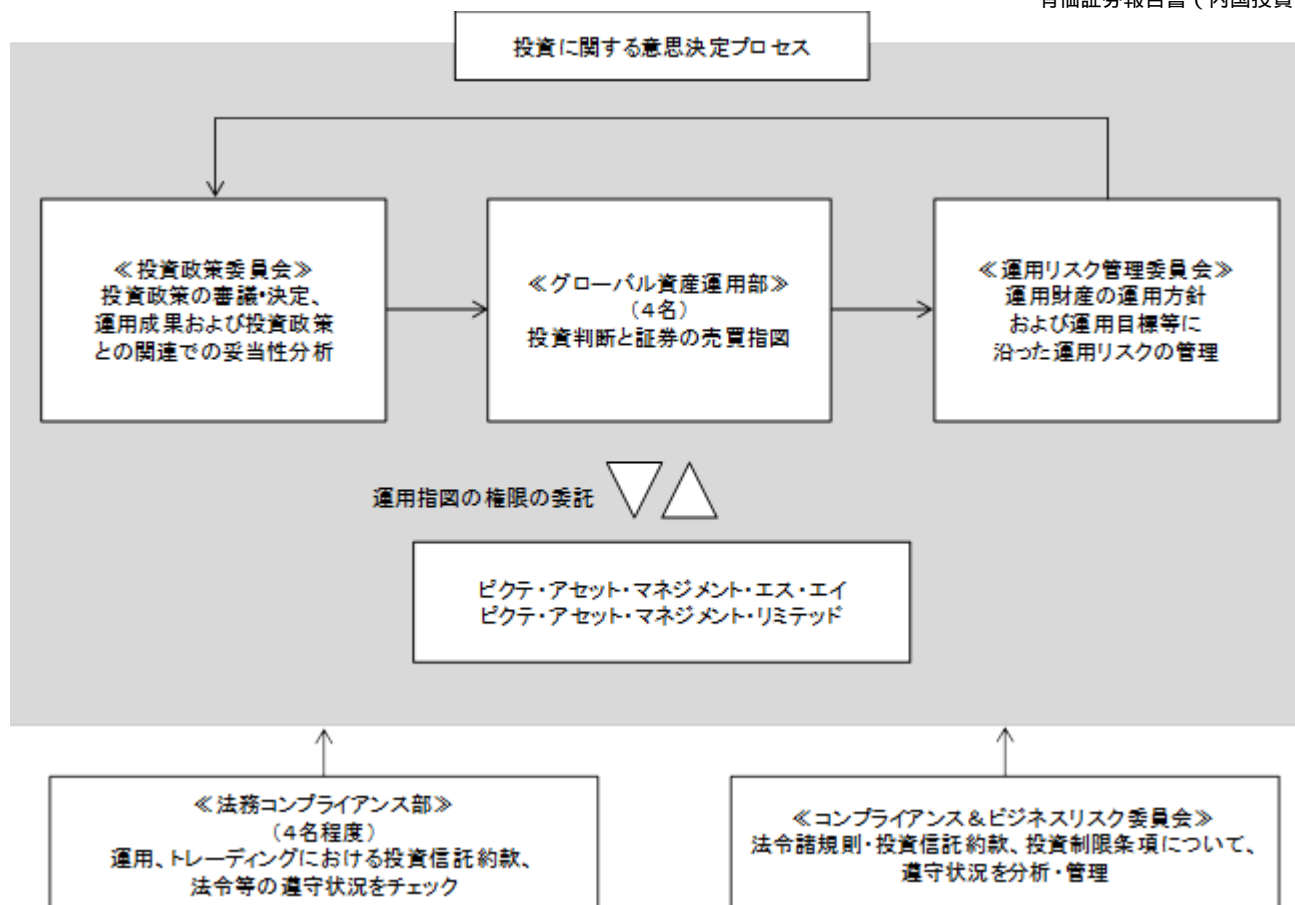 有価証券報告書（内国投資
投資に関する意思決定プロセス
≪投資政策委員会≫
投資政策の審議・決定、
運用成果および投資政策
との関連での妥当性分析
≪グローバル資産運用部≫
（4名）
投資判断と証券の売買指図
≪運用リスク管理委員会≫
運用財産の運用方針
および運用目標等に
沿った運用リスクの管理
運用指図の権限の委託
ピクテ・アセット・マネジメント・エス・エイ
ピクテ・アセット・マネジメント・リミテッド
≪法務コンプライアンス部≫
（4名程度）
運用、トレーディングにおける投資信託約款、
法令等の遵守状況をチェック
≪コンプライアンス＆ビジネスリスク委員会≫
法令諸規則・投資信託約款、投資制限条項について、
遵守状況を分析・管理